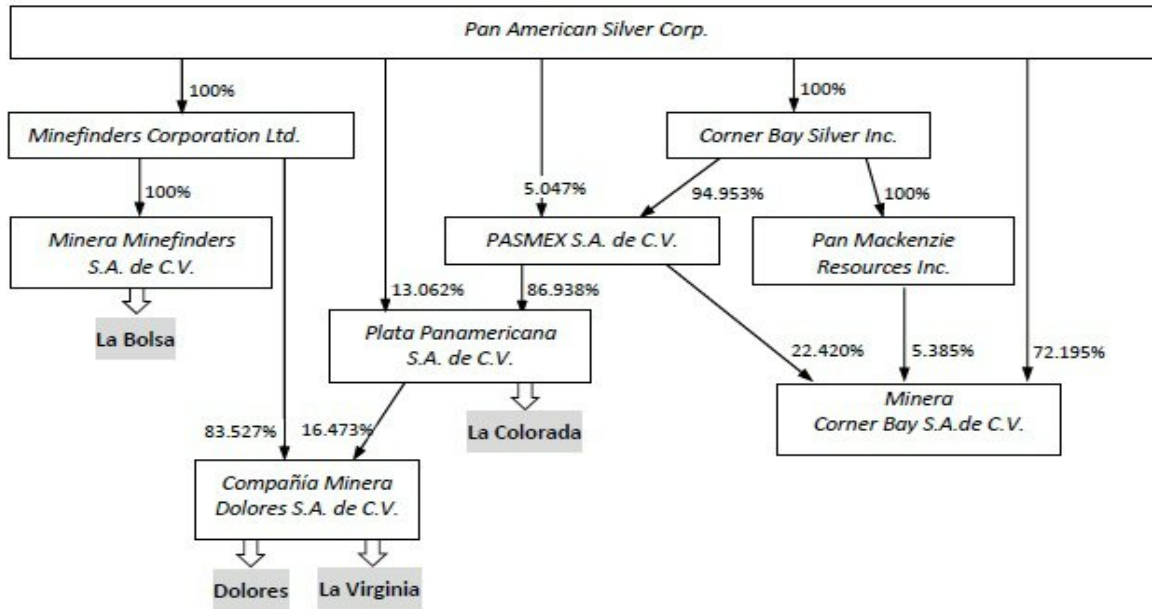 Pan American Silver Corp.
100%
100%
Minefinders Corporation Ltd.
Corner Bay Silver Inc.
100%
5.047%
94.953%
100%
Minera Minefinders
S.A. de C.V.
PASMEX S.A. de C.V.
Pan Mackenzie
Resources Inc.
13.062%
86.938%
La Bolsa
Plata Panamericana
S.A. de C.V.
22.420%
5.385%
72.195%
Minera
Corner Bay S.A.de C.V.
La Colorada
83.527%
16.473%
Compañía Minera
Dolores S.A. de C.V.
Dolores
La Virginia